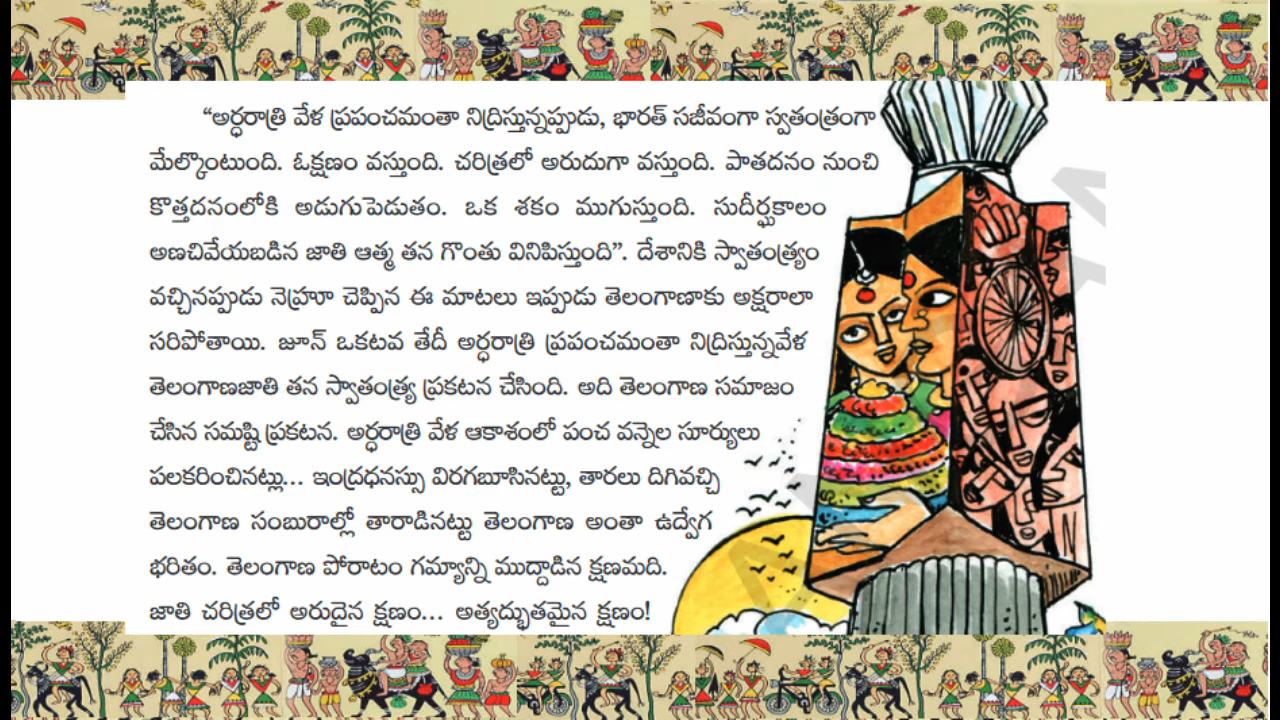 “అర్ధరాత్రి వేళ ప్రపంచమంతా నిద్రిస్తున్నప్పుడు, భారత్ సజీవంగా స్వతంత్రంగా
మేల్కొంటుంది. ఓక్షణం వస్తుంది. చరిత్రలో అరుదుగా వస్తుంది. పాతదనం నుంచి
కొత్తదనంలోకి అడుగుపెడుతం. ఒక శకం ముగుస్తుంది. సుదీర్ఘకాలం
అణచివేయబడిన జాతి ఆత్మ తన గొంతు వినిపిస్తుంది”. దేశానికి స్వాతంత్ర్యం
వచ్చినప్పుడు నెహ్రూ చెప్పిన ఈ మాటలు ఇప్పుడు తెలంగాణాకు అక్షరాలా
సరిపోతాయి. జూన్ ఒకటవ తేదీ అర్ధరాత్రి ప్రపంచమంతా నిద్రిస్తున్నవేళ
తెలంగాణజాతి తన స్వాతంత్ర్య ప్రకటన చేసింది. అది తెలంగాణ సమాజం
చేసిన సమష్టి ప్రకటన. అర్ధరాత్రి వేళ ఆకాశంలో పంచ వన్నెల సూర్యులు
పలకరించినట్లు... ఇంద్రధనస్సు విరగబూసినట్టు, తారలు దిగివచ్చి
తెలంగాణ సంబురాల్లో తారాడినట్టు తెలంగాణ అంతా ఉద్వేగ
భరితం. తెలంగాణ పోరాటం గమ్యాన్ని ముద్దాడిన క్షణమది.
జాతి చరిత్రలో అరుదైన క్షణం... అత్యద్భుతమైన క్షణం!